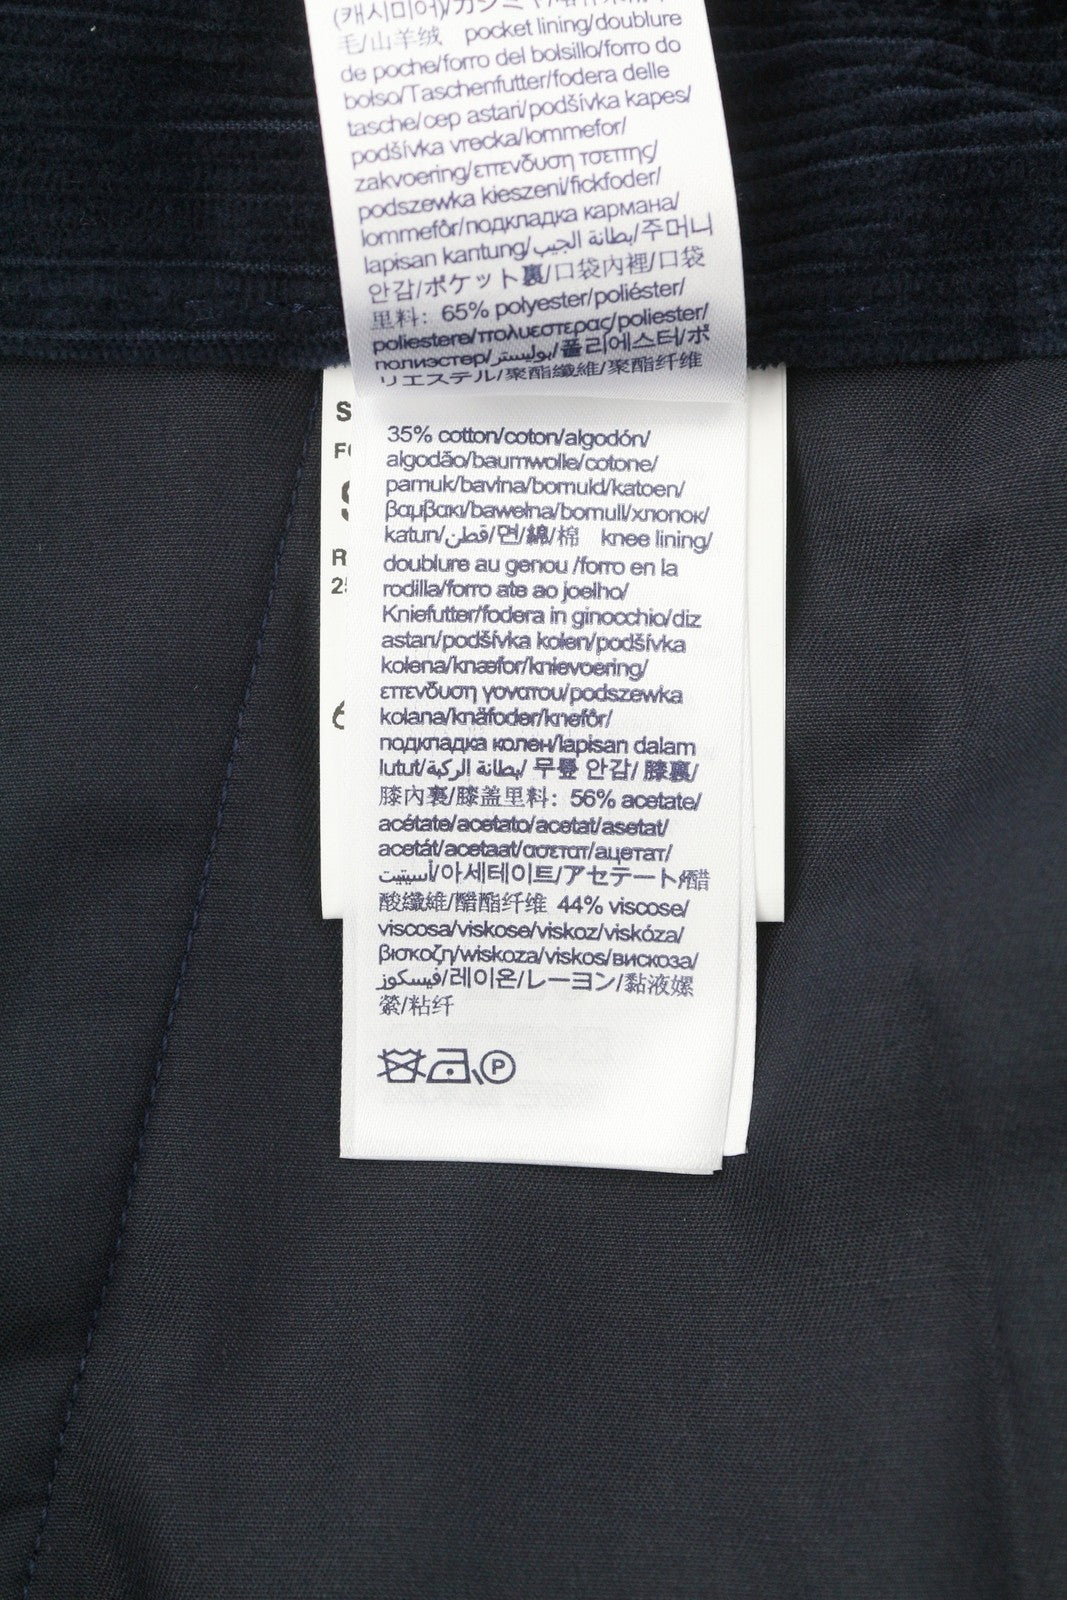 (캐시미어)/カシミヤ/
毛/山羊绒 pocket lining/doublure
de poche/forro del bolsillo/forro do
bolso/Taschenfutter/fodera delle
tasche/cep astarı/podšívka kapes/
podšívka vrecka/lommefor/
zakvoering/επενδυση τσεπης/
podszewka kieszeni/fickfoder/
lommefôr/подкладка кармана/
lapisan kantung/بطانة الجيب/주머니
안감/ポケット裏/口袋內裡/口袋
里料: 65% polyester/poliéster/
poliestere/πολυεστερας/poliester/
полиэстер/بوليستر/폴리에스터/ポ
リエステル/聚酯纖維/聚酯纤维
35% cotton/coton/algodón/
algodão/baumwolle/cotone/
pamuk/bavlna/bomuld/katoen/
βαμβακι/bawełna/bomull/хлопок/
katun/قطن/면/綿/棉 knee lining/
doublure au genou /forro en la
rodilla/forro ate ao joelho/
Kniefutter/fodera in ginocchio/diz
astarı/podšívka kolen/podšívka
kolena/knæfor/knievoering/
επενδυση γονατου/podszewka
kolana/knäfoder/knefôr/
подкладка колен/lapisan dalam
lutut/بطانة الركبة/ 무릎 안감/ 膝裏/
膝內裏/膝盖里料: 56% acetate/
acétate/acetato/acetat/asetat/
acetát/acetaat/ασετατ/ацетат/
أسيتيت/아세테이트/アセテート/醋
酸纖維/醋酯纤维 44% viscose/
viscosa/viskose/viskoz/viskóza/
βισκοζη/wiskoza/viskos/вискоза/
فيسكوز/레이온/レーヨン/黏液嫘
縈/粘纤
P